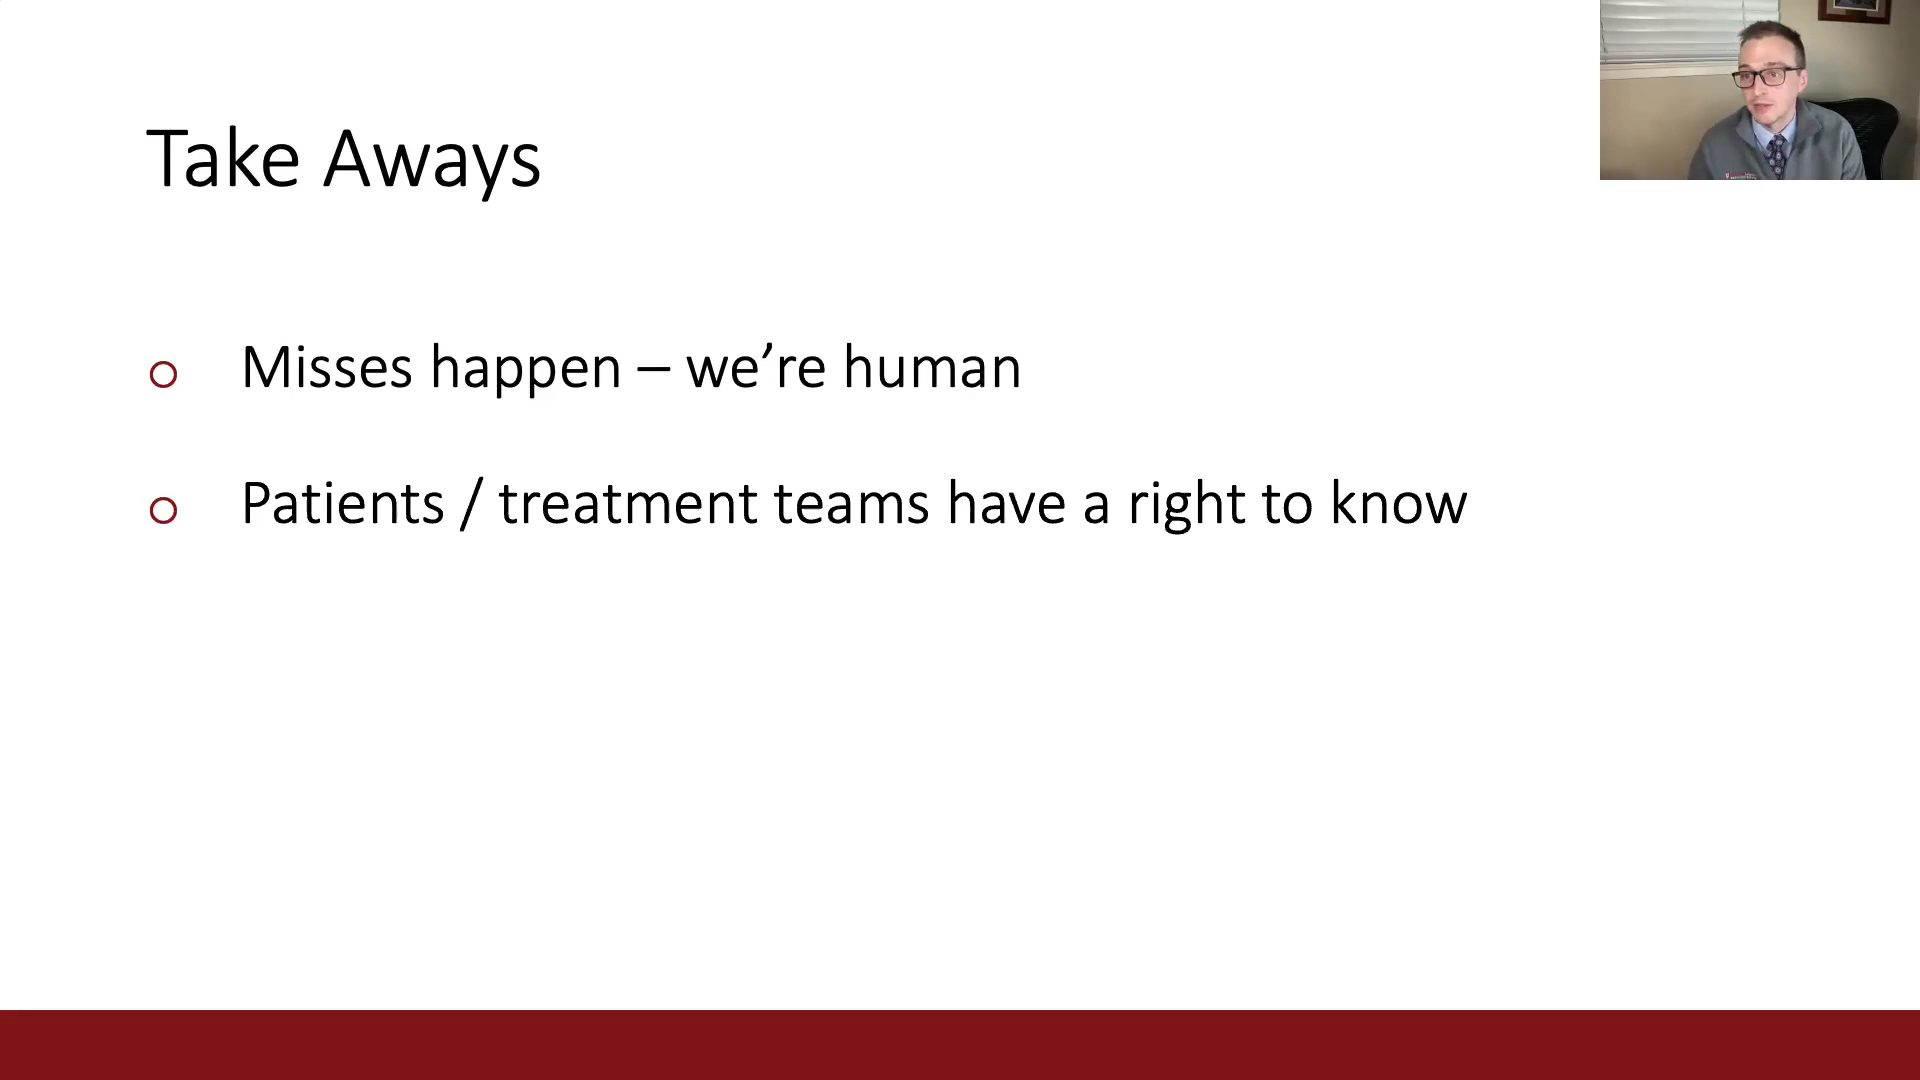 Take Aways
Misses happen – we’re human
Patients / treatment teams have a right to know